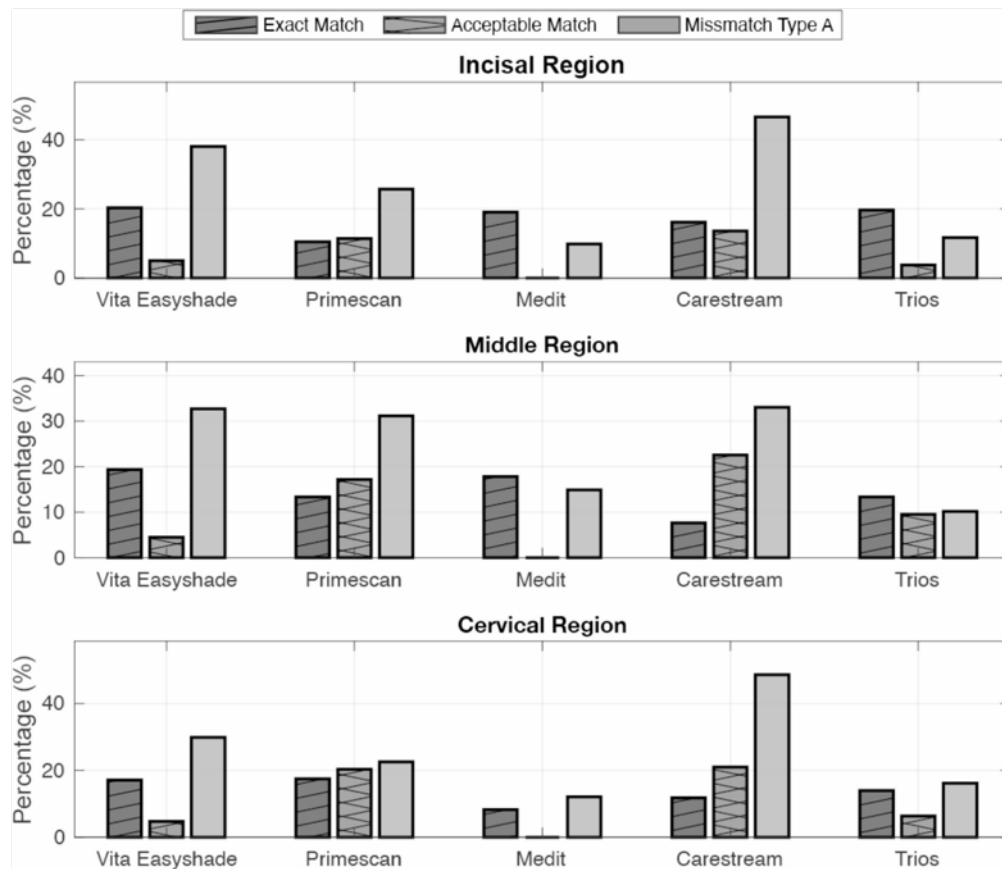 Exact Match Acceptable Match Missmatch Type A
Incisal Region
Percentage (%)
40
20
0
Vita Easyshade Primescan Medit Carestream Trios
Middle Region
Percentage (%)
40
30
20
10
0
Vita Easyshade Primescan Medit Carestream Trios
Cervical Region
Percentage (%)
40
20
0
Vita Easyshade Primescan Medit Carestream Trios